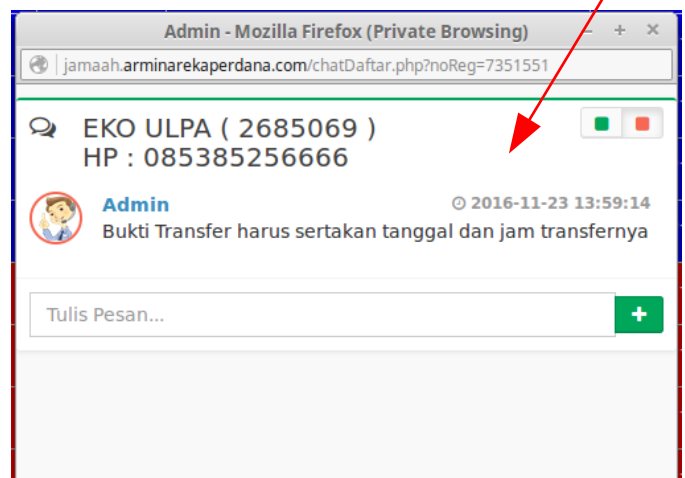 Admin - Mozilla Firefox (Private Browsing)
jamaah.arminarekaperdana.com/chatDaftar.php?noReg=7351551
EKO ULPA ( 2685069 )
HP : 085385256666
Admin 2016-11-23 13:59:14
Bukti Transfer harus sertakan tanggal dan jam transfernya
Tulis Pesan...